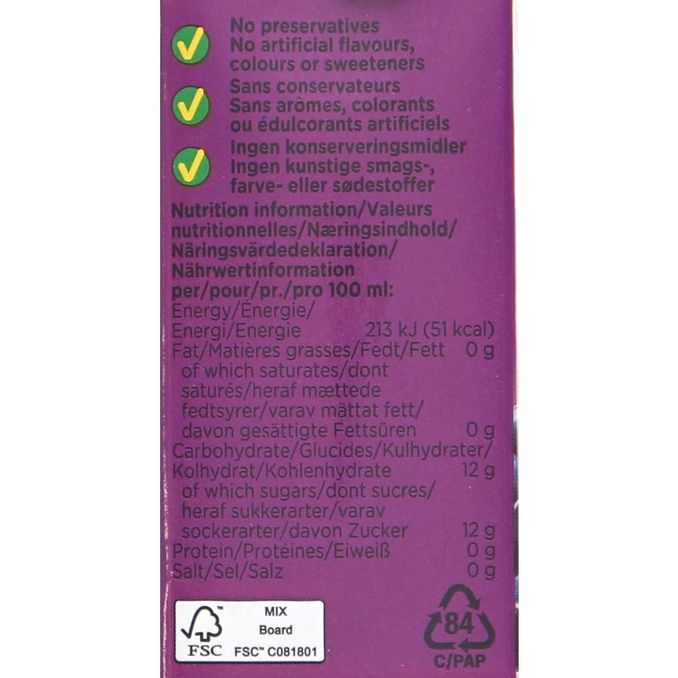 No preservatives
No artificial flavours,
colours or sweeteners
Sans conservateurs
Sans arômes, colorants
ou édulcorants artificiels
Ingen konserveringsmidler
Ingen kunstige smags-,
farve- eller sødestoffer
Nutrition information/Valeurs
nutritionnelles/Næringsindhold/
Näringsvärdedeklaration/
Nährwertinformation
per/pour/pr./pro 100 ml:
Energy/Énergie/
Energi/Energie 213 kJ (51 kcal)
Fat/Matières grasses/Fedt/Fett 0 g
of which saturates/dont
saturés/heraf mættede
fedtsyrer/varav mättat fett/
davon gesättigte Fettsüren 0 g
Carbohydrate/Glucides/Kulhydrater/
Kolhydrat/Kohlenhydrate 12 g
of which sugars/dont sucres/
heraf sukkerarter/varav
sockerarter/davon Zucker 12 g
Protein/Protéines/Eiweiß 0 g
Salt/Sel/Salz 0 g
MIX
Board
FSC FSC™ C081801
84
C/PAP